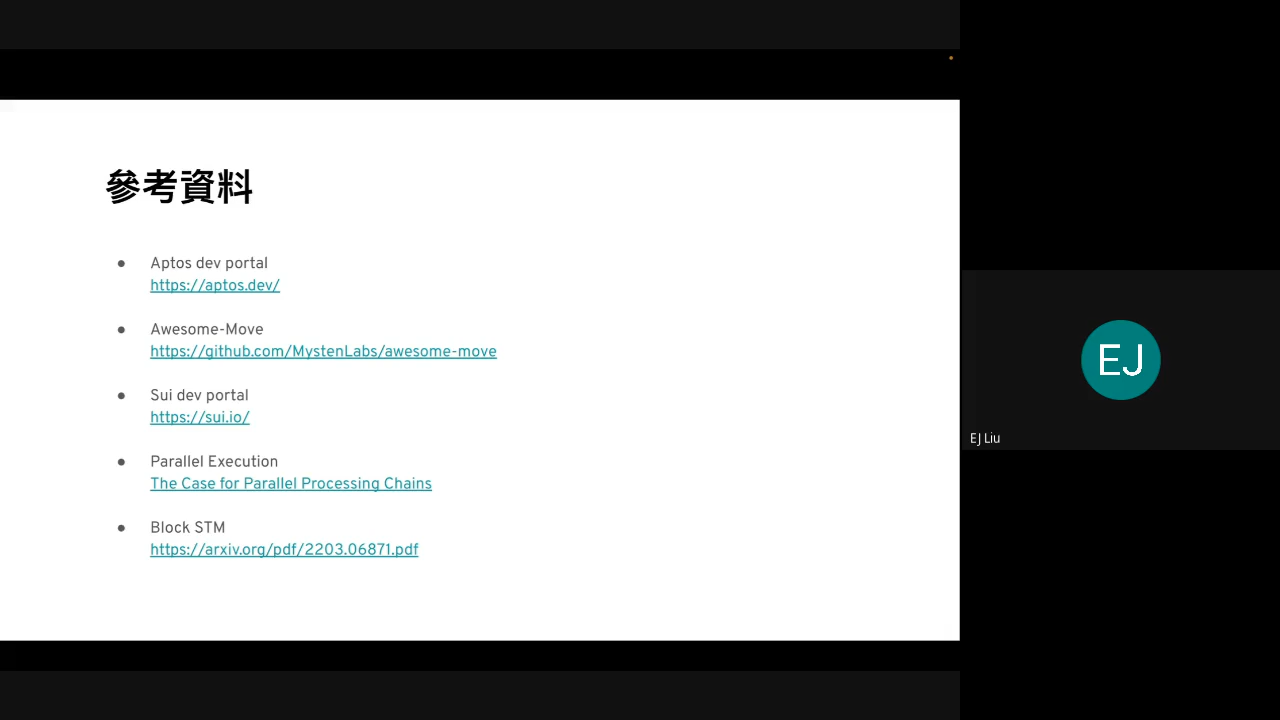 參考資料
● Aptos dev portal
https://aptos.dev/
● Awesome-Move
https://github.com/MystenLabs/awesome-move
● Sui dev portal
https://sui.io/
● Parallel Execution
The Case for Parallel Processing Chains
● Block STM
https://arxiv.org/pdf/2203.06871.pdf
EJ
EJ Liu